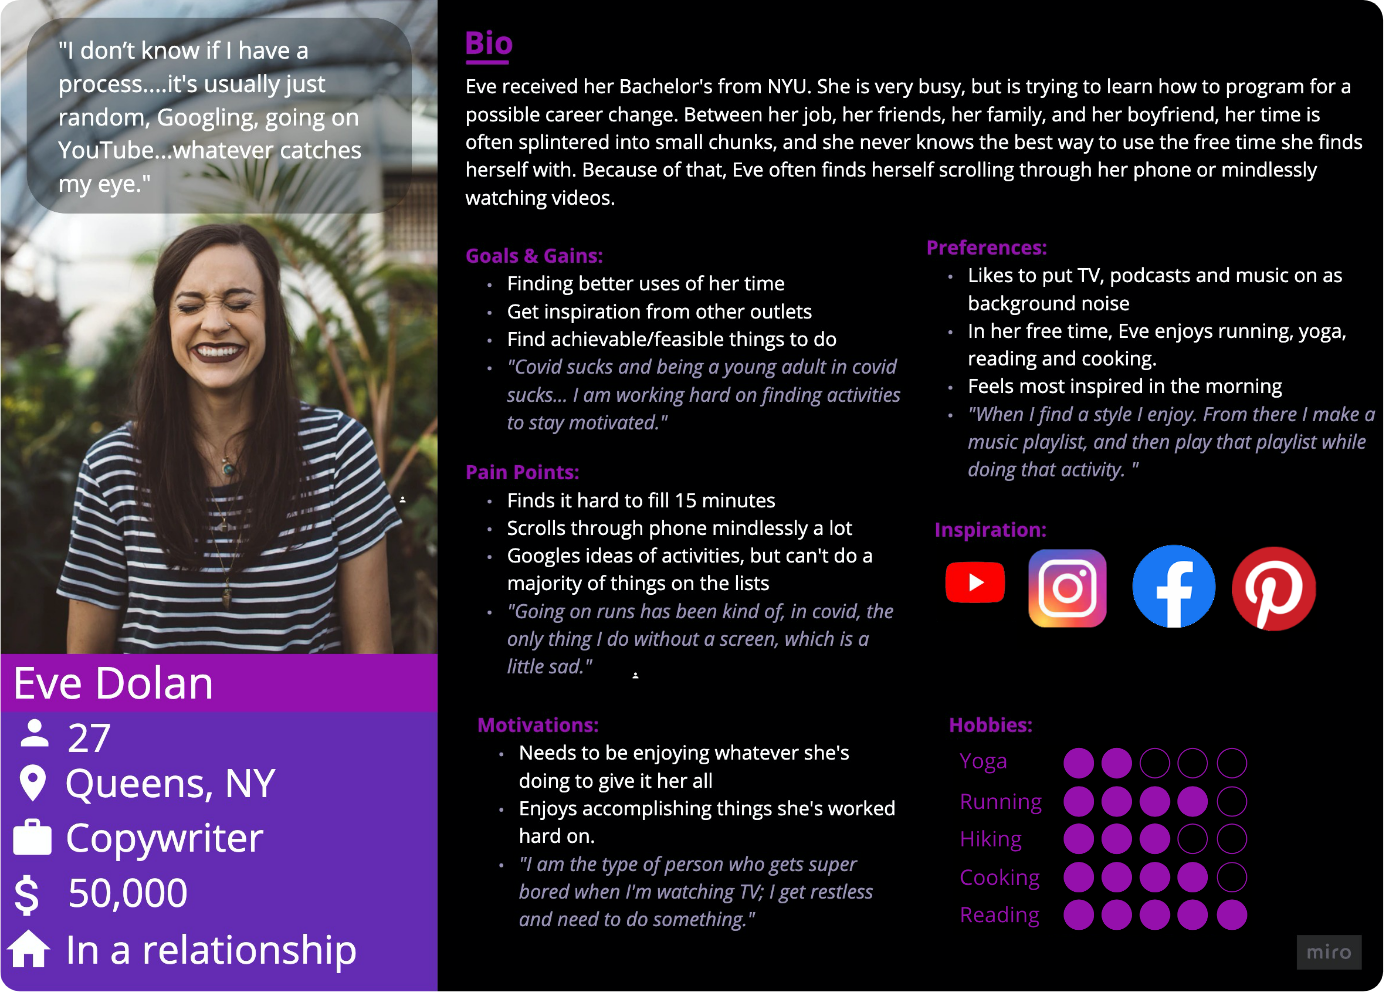 "I don't know if I have a
process....it's usually just
random, Googling, going on
YouTube...whatever catches
my eye."
Eve Dolan
27
Queens, NY
Copywriter
$ 50,000
In a relationship
Bio
Eve received her Bachelor's from NYU. She is very busy, but is trying to learn how to program for a
possible career change. Between her job, her friends, her family, and her boyfriend, her time is
often splintered into small chunks, and she never knows the best way to use the free time she finds
herself with. Because of that, Eve often finds herself scrolling through her phone or mindlessly
watching videos.
Goals & Gains:
• Finding better uses of her time
• Get inspiration from other outlets
• Find achievable/feasible things to do
• "Covid sucks and being a young adult in covid
sucks... I am working hard on finding activities
to stay motivated."
Pain Points:
• Finds it hard to fill 15 minutes
• Scrolls through phone mindlessly a lot
• Googles ideas of activities, but can't do a
majority of things on the lists
• "Going on runs has been kind of, in covid, the
only thing I do without a screen, which is a
little sad."
Motivations:
• Needs to be enjoying whatever she's
doing to give it her all
• Enjoys accomplishing things she's worked
hard on.
• "I am the type of person who gets super
bored when I'm watching TV; I get restless
and need to do something."
Preferences:
• Likes to put TV, podcasts and music on as
background noise
• In her free time, Eve enjoys running, yoga,
reading and cooking.
• Feels most inspired in the morning
• "When I find a style I enjoy. From there I make a
music playlist, and then play that playlist while
doing that activity. "
Inspiration:
Hobbies:
Yoga
Running
Hiking
Cooking
Reading
miro